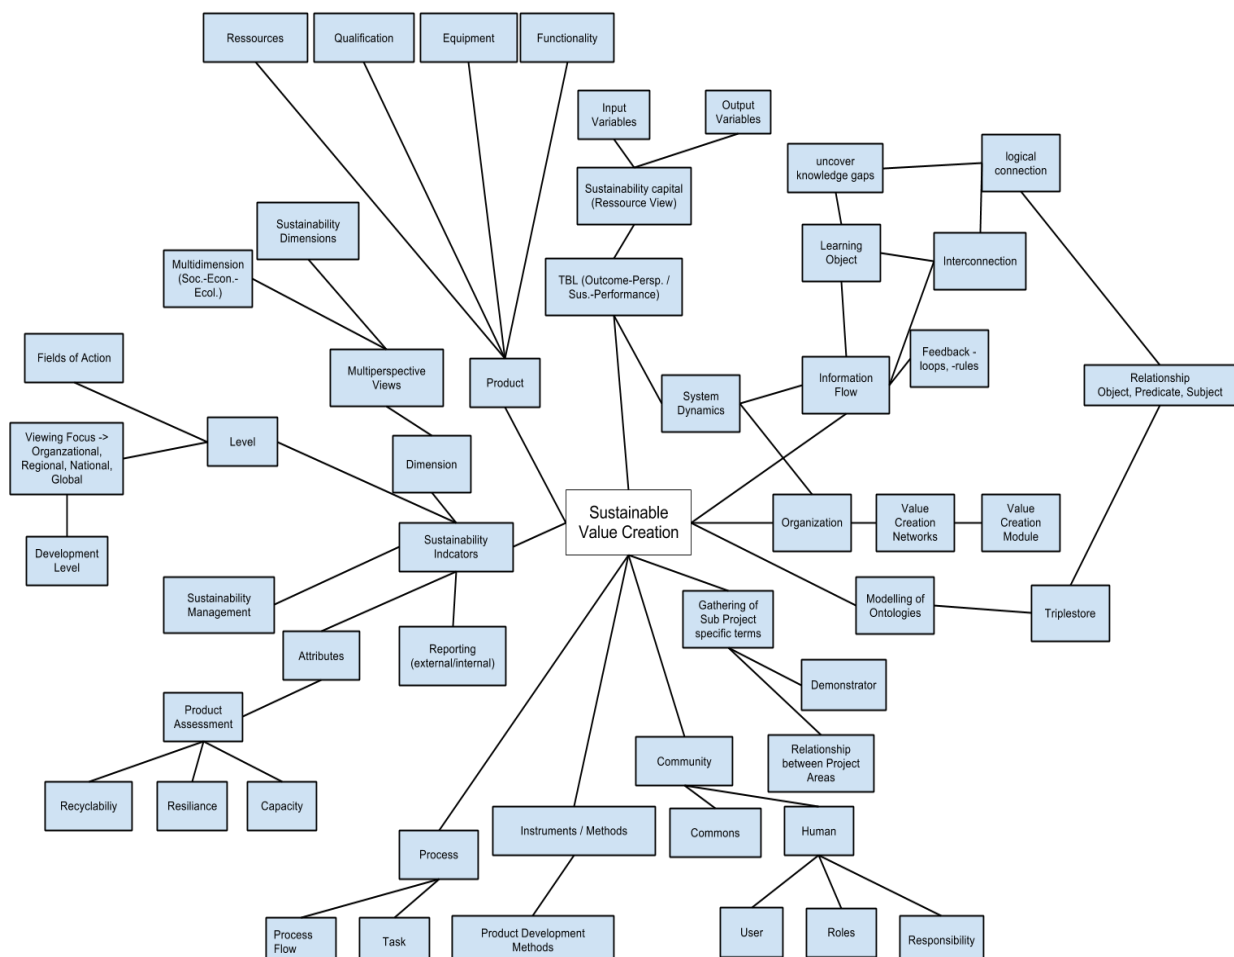 Ressources
Qualification
Equipment
Functionality
Input
Variables
Output
Variables
uncover
knowledge gaps
logical
connection
Sustainability capital
(Ressource View)
Sustainability
Dimensions
Learning
Object
Interconnection
Multidimension
(Soc.-Econ.-
Ecol.)
TBL (Outcome-Persp. /
Sus.-Performance)
Fields of Action
Multiperspective
Views
Product
System
Dynamics
Information
Flow
Feedback -
loops, -rules
Relationship
Object, Predicate, Subject
Level
Viewing Focus ->
Organzational,
Regional, National,
Global
Dimension
Sustainable
Value Creation
Organization
Value
Creation
Networks
Value
Creation
Module
Development
Level
Sustainability
Indcators
Sustainability
Management
Gathering of
Sub Project
specific terms
Modelling of
Ontologies
Triplestore
Attributes
Reporting
(external/internal)
Demonstrator
Product
Assessment
Community
Relationship
between Project
Areas
Recyclabiliy
Resiliance
Capacity
Process
Instruments / Methods
Commons
Human
Process
Flow
Task
Product Development
Methods
User
Roles
Responsibility